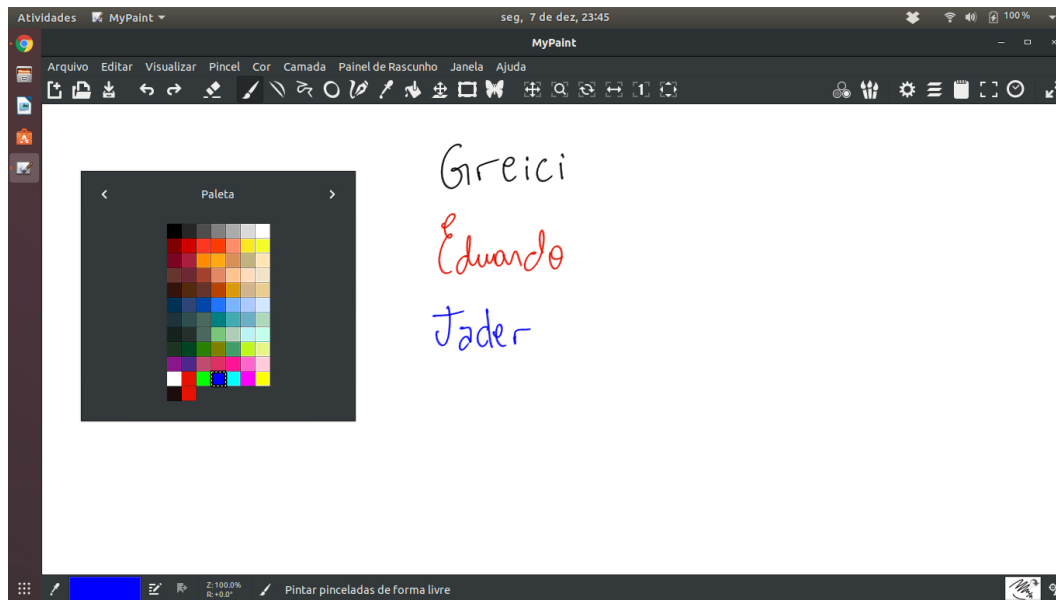 Atividades MyPaint seg, 7 de dez, 23:45 100 %
MyPaint
Arquivo Editar Visualizar Pincel Cor Camada Painel de Rascunho Janela Ajuda
Greici
Paleta
Eduardo
Jader
Z:100.0%
R:+0.0°
Pintar pinceladas de forma livre